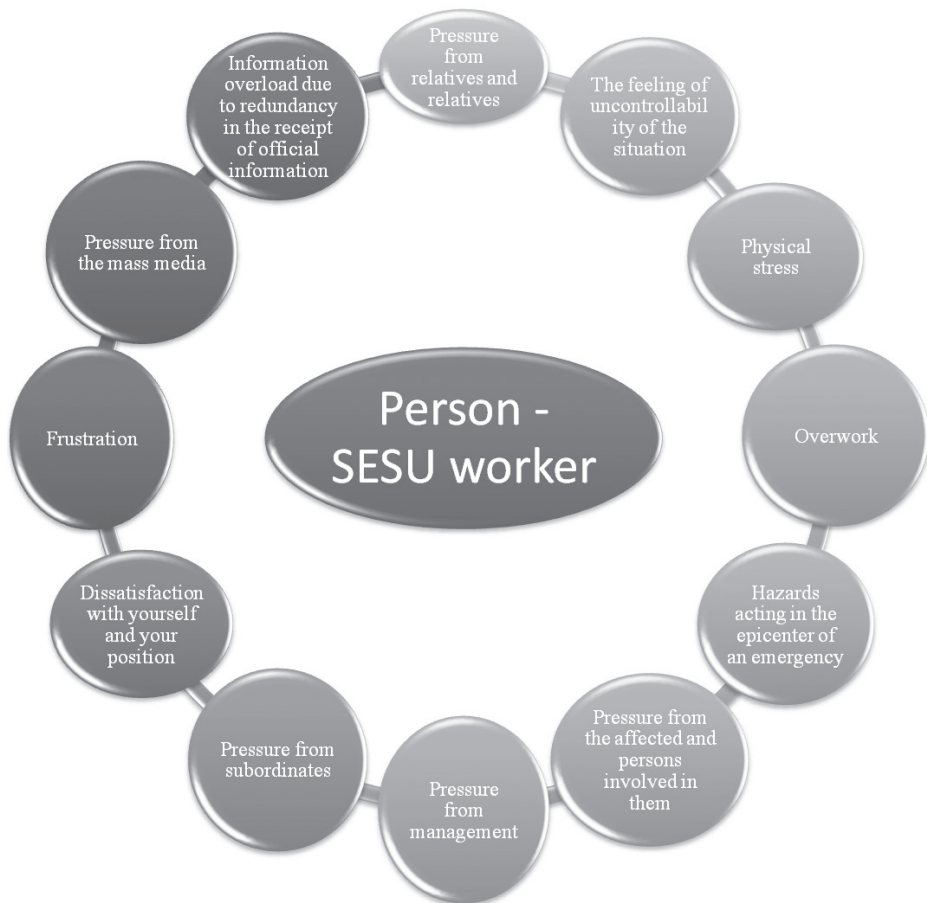 Pressure
from
relatives and
relatives
The feeling of
uncontrollabil
ity of the
situation
Physical
stress
Overwork
Hazards
acting in the
epicenter of
an emergency
Pressure from
the affected and
persons
involved in
them
Pressure
from
management
Pressure from
subordinates
Dissatisfaction
with yourself
and your
position
Frustration
Pressure from
the mass media
Information
overload due to
redundancy
in the receipt
of official
information
Person -
SESU worker